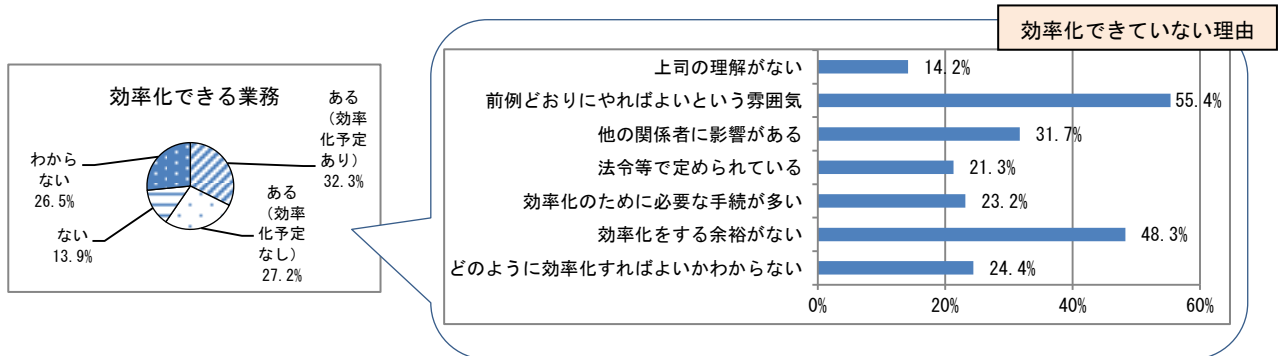 効率化できる業務
ある
（効率
化予定
あり）
32.3%
ある
（効率
化予定
なし）
27.2%
ない
13.9%
わから
ない
26.5%
効率化できていない理由
上司の理解がない
14.2%
前例どおりにやればよいという雰囲気
55.4%
他の関係者に影響がある
31.7%
法令等で定められている
21.3%
効率化のために必要な手続が多い
23.2%
効率化をする余裕がない
48.3%
どのように効率化すればよいかわからない
24.4%
0%
20%
40%
60%